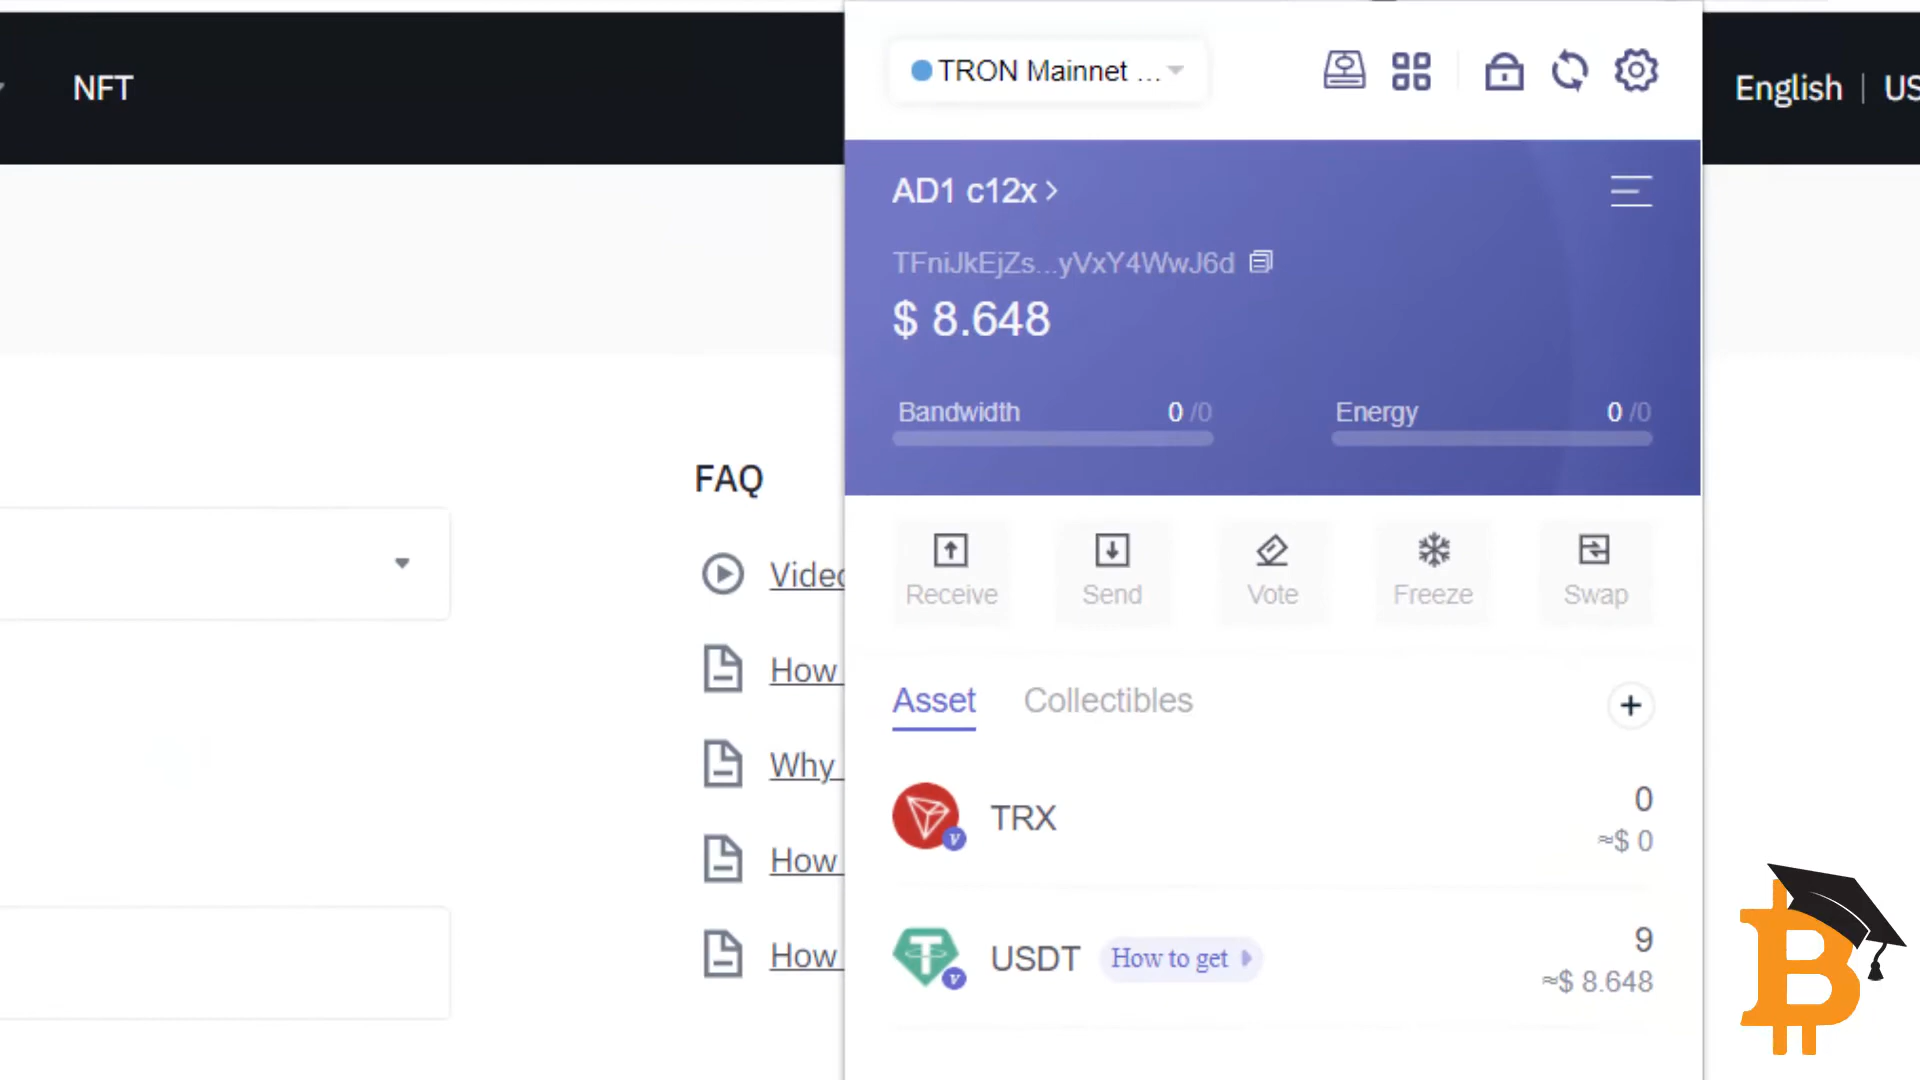 NFT
English
US
TRON Mainnet ...
AD1 c12x
TFniJkEjZs...yVxY4WwJ6d
$ 8.648
Bandwidth 0 /0
Energy 0 /0
Receive
Send
Vote
Freeze
Swap
FAQ
Video
How
Why
How
How
Asset
Collectibles
TRX
0
≈$ 0
USDT
How to get
9
≈$ 8.648